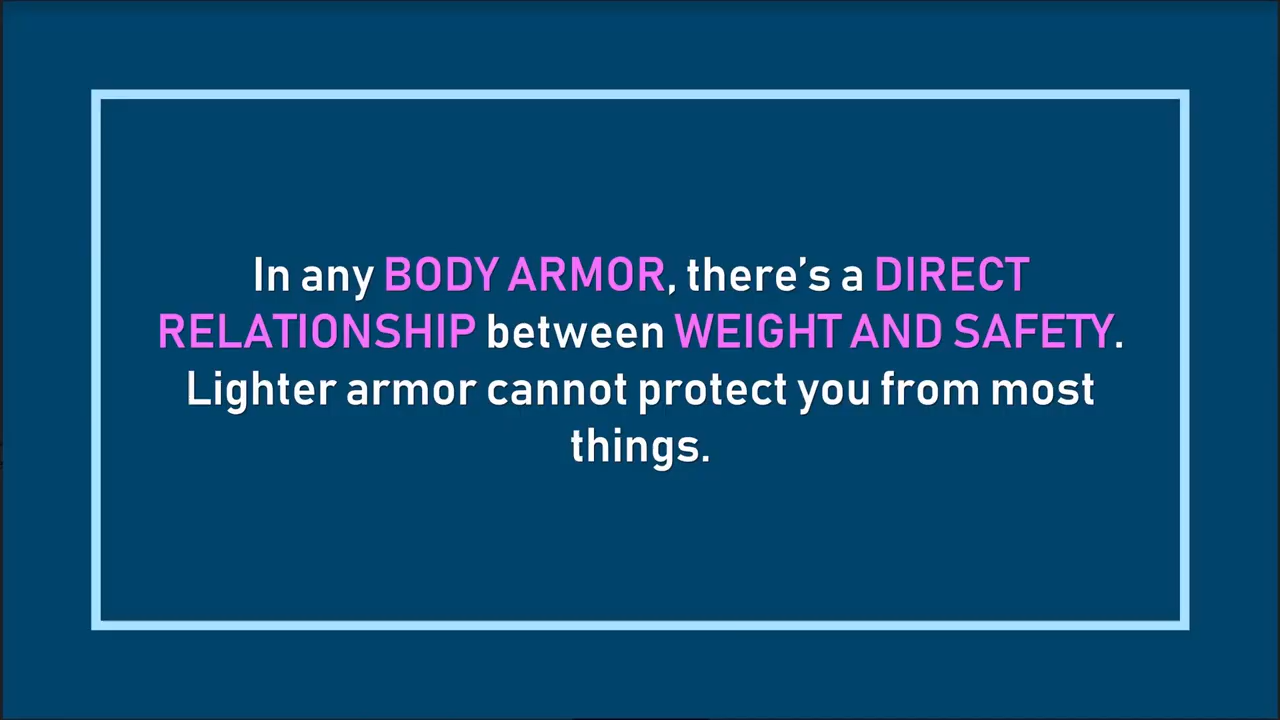 In any BODY ARMOR, there’s a DIRECT
RELATIONSHIP between WEIGHT AND SAFETY.
Lighter armor cannot protect you from most
things.